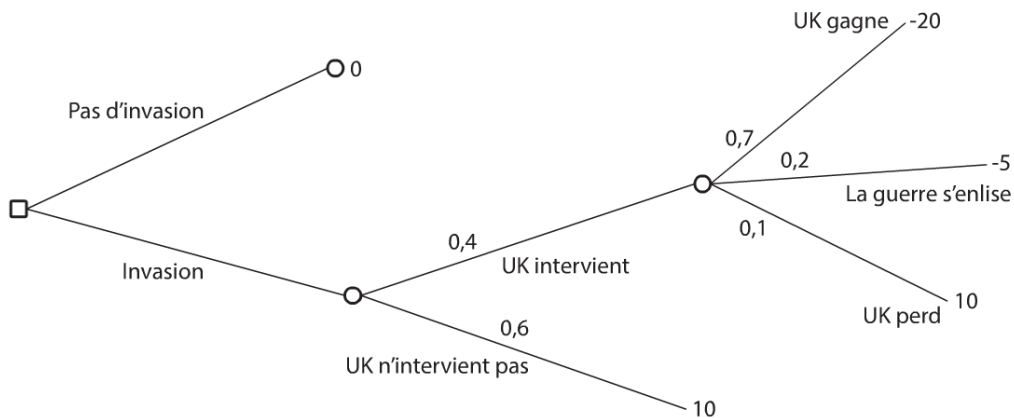 UK gagne -20
0
Pas d'invasion
0,7
0,2
-5
La guerre s'enlise
0,1
0,4
UK intervient
Invasion
10
UK perd
0,6
UK n'intervient pas
10